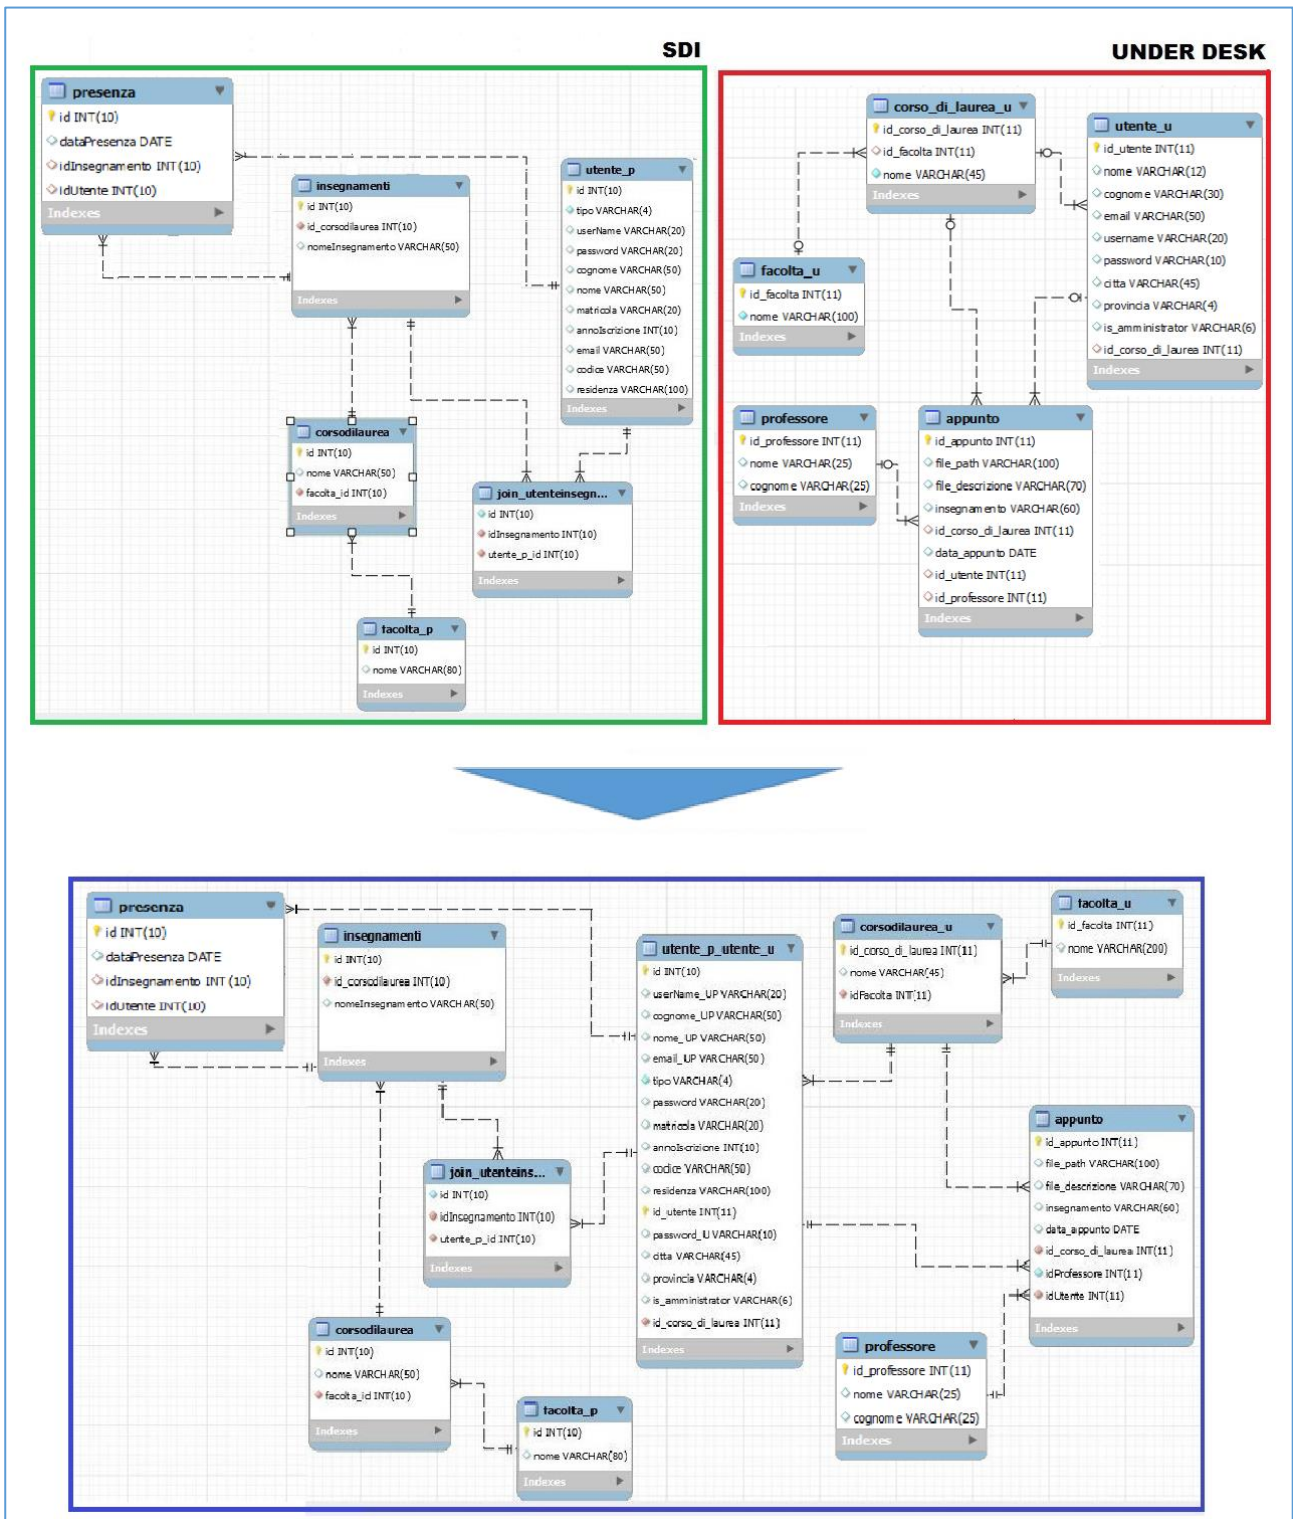 SDI
presenza
id INT(10)
dataPresenza DATE
idInsegnamento INT(10)
idUtente INT(10)
Indexes
insegnamenti
id INT(10)
id_corsodilaurea INT(10)
nomeInsegnamento VARCHAR(50)
Indexes
utente_p
id INT(10)
tipo VARCHAR(4)
userName VARCHAR(20)
password VARCHAR(20)
cognome VARCHAR(50)
nome VARCHAR(50)
matricola VARCHAR(20)
annoIscrizione INT(10)
email VARCHAR(50)
codice VARCHAR(50)
residenza VARCHAR(100)
Indexes
corsodilaurea
id INT(10)
nome VARCHAR(50)
facolta_id INT(10)
Indexes
join_utenteinsegn...
id INT(10)
idInsegnamento INT(10)
utente_p_id INT(10)
Indexes
facolta_p
id INT(10)
nome VARCHAR(80)
Indexes
UNDER DESK
corso_di_laurea_u
id_corso_di_laurea INT(11)
id_facolta INT(11)
nome VARCHAR(45)
Indexes
utente_u
id_utente INT(11)
nome VARCHAR(12)
cognome VARCHAR(30)
email VARCHAR(50)
username VARCHAR(20)
password VARCHAR(10)
citta VARCHAR(45)
provincia VARCHAR(4)
is_amministrator VARCHAR(6)
id_corso_di_laurea INT(11)
Indexes
facolta_u
id_facolta INT(11)
nome VARCHAR(100)
Indexes
professore
id_professore INT(11)
nome VARCHAR(25)
cognome VARCHAR(25)
Indexes
appunto
id_appunto INT(11)
file_path VARCHAR(100)
file_descrizione VARCHAR(70)
insegnamento VARCHAR(60)
id_corso_di_laurea INT(11)
data_appunto DATE
id_utente INT(11)
id_professore INT(11)
Indexes
presenza
id INT(10)
dataPresenza DATE
idInsegnamento INT(10)
idUtente INT(10)
Indexes
insegnamenti
id INT(10)
id_corsodilaurea INT(10)
nomeInsegnamento VARCHAR(50)
Indexes
utente_p_utente_u
id INT(10)
userName_UP VARCHAR(20)
cognome_UP VARCHAR(50)
nome_UP VARCHAR(50)
email_UP VARCHAR(50)
tipo VARCHAR(4)
password VARCHAR(20)
matricola VARCHAR(20)
annoIscrizione INT(10)
codice VARCHAR(50)
residenza VARCHAR(100)
id_utente INT(11)
password_U VARCHAR(10)
citta VARCHAR(45)
provincia VARCHAR(4)
is_amministrator VARCHAR(6)
id_corso_di_laurea INT(11)
Indexes
corsodilaurea_u
id_corso_di_laurea INT(11)
nome VARCHAR(45)
idFacolta INT(11)
Indexes
facolta_u
id_facolta INT(11)
nome VARCHAR(200)
Indexes
appunto
id_appunto INT(11)
file_path VARCHAR(100)
file_descrizione VARCHAR(70)
insegnamento VARCHAR(60)
data_appunto DATE
id_corso_di_laurea INT(11)
idProfessore INT(11)
idUtente INT(11)
Indexes
join_utenteins...
id INT(10)
idInsegnamento INT(10)
utente_p_id INT(10)
Indexes
corsodilaurea
id INT(10)
nome VARCHAR(50)
facolta_id INT(10)
Indexes
facolta_p
id INT(10)
nome VARCHAR(80)
Indexes
professore
id_professore INT(11)
nome VARCHAR(25)
cognome VARCHAR(25)
Indexes